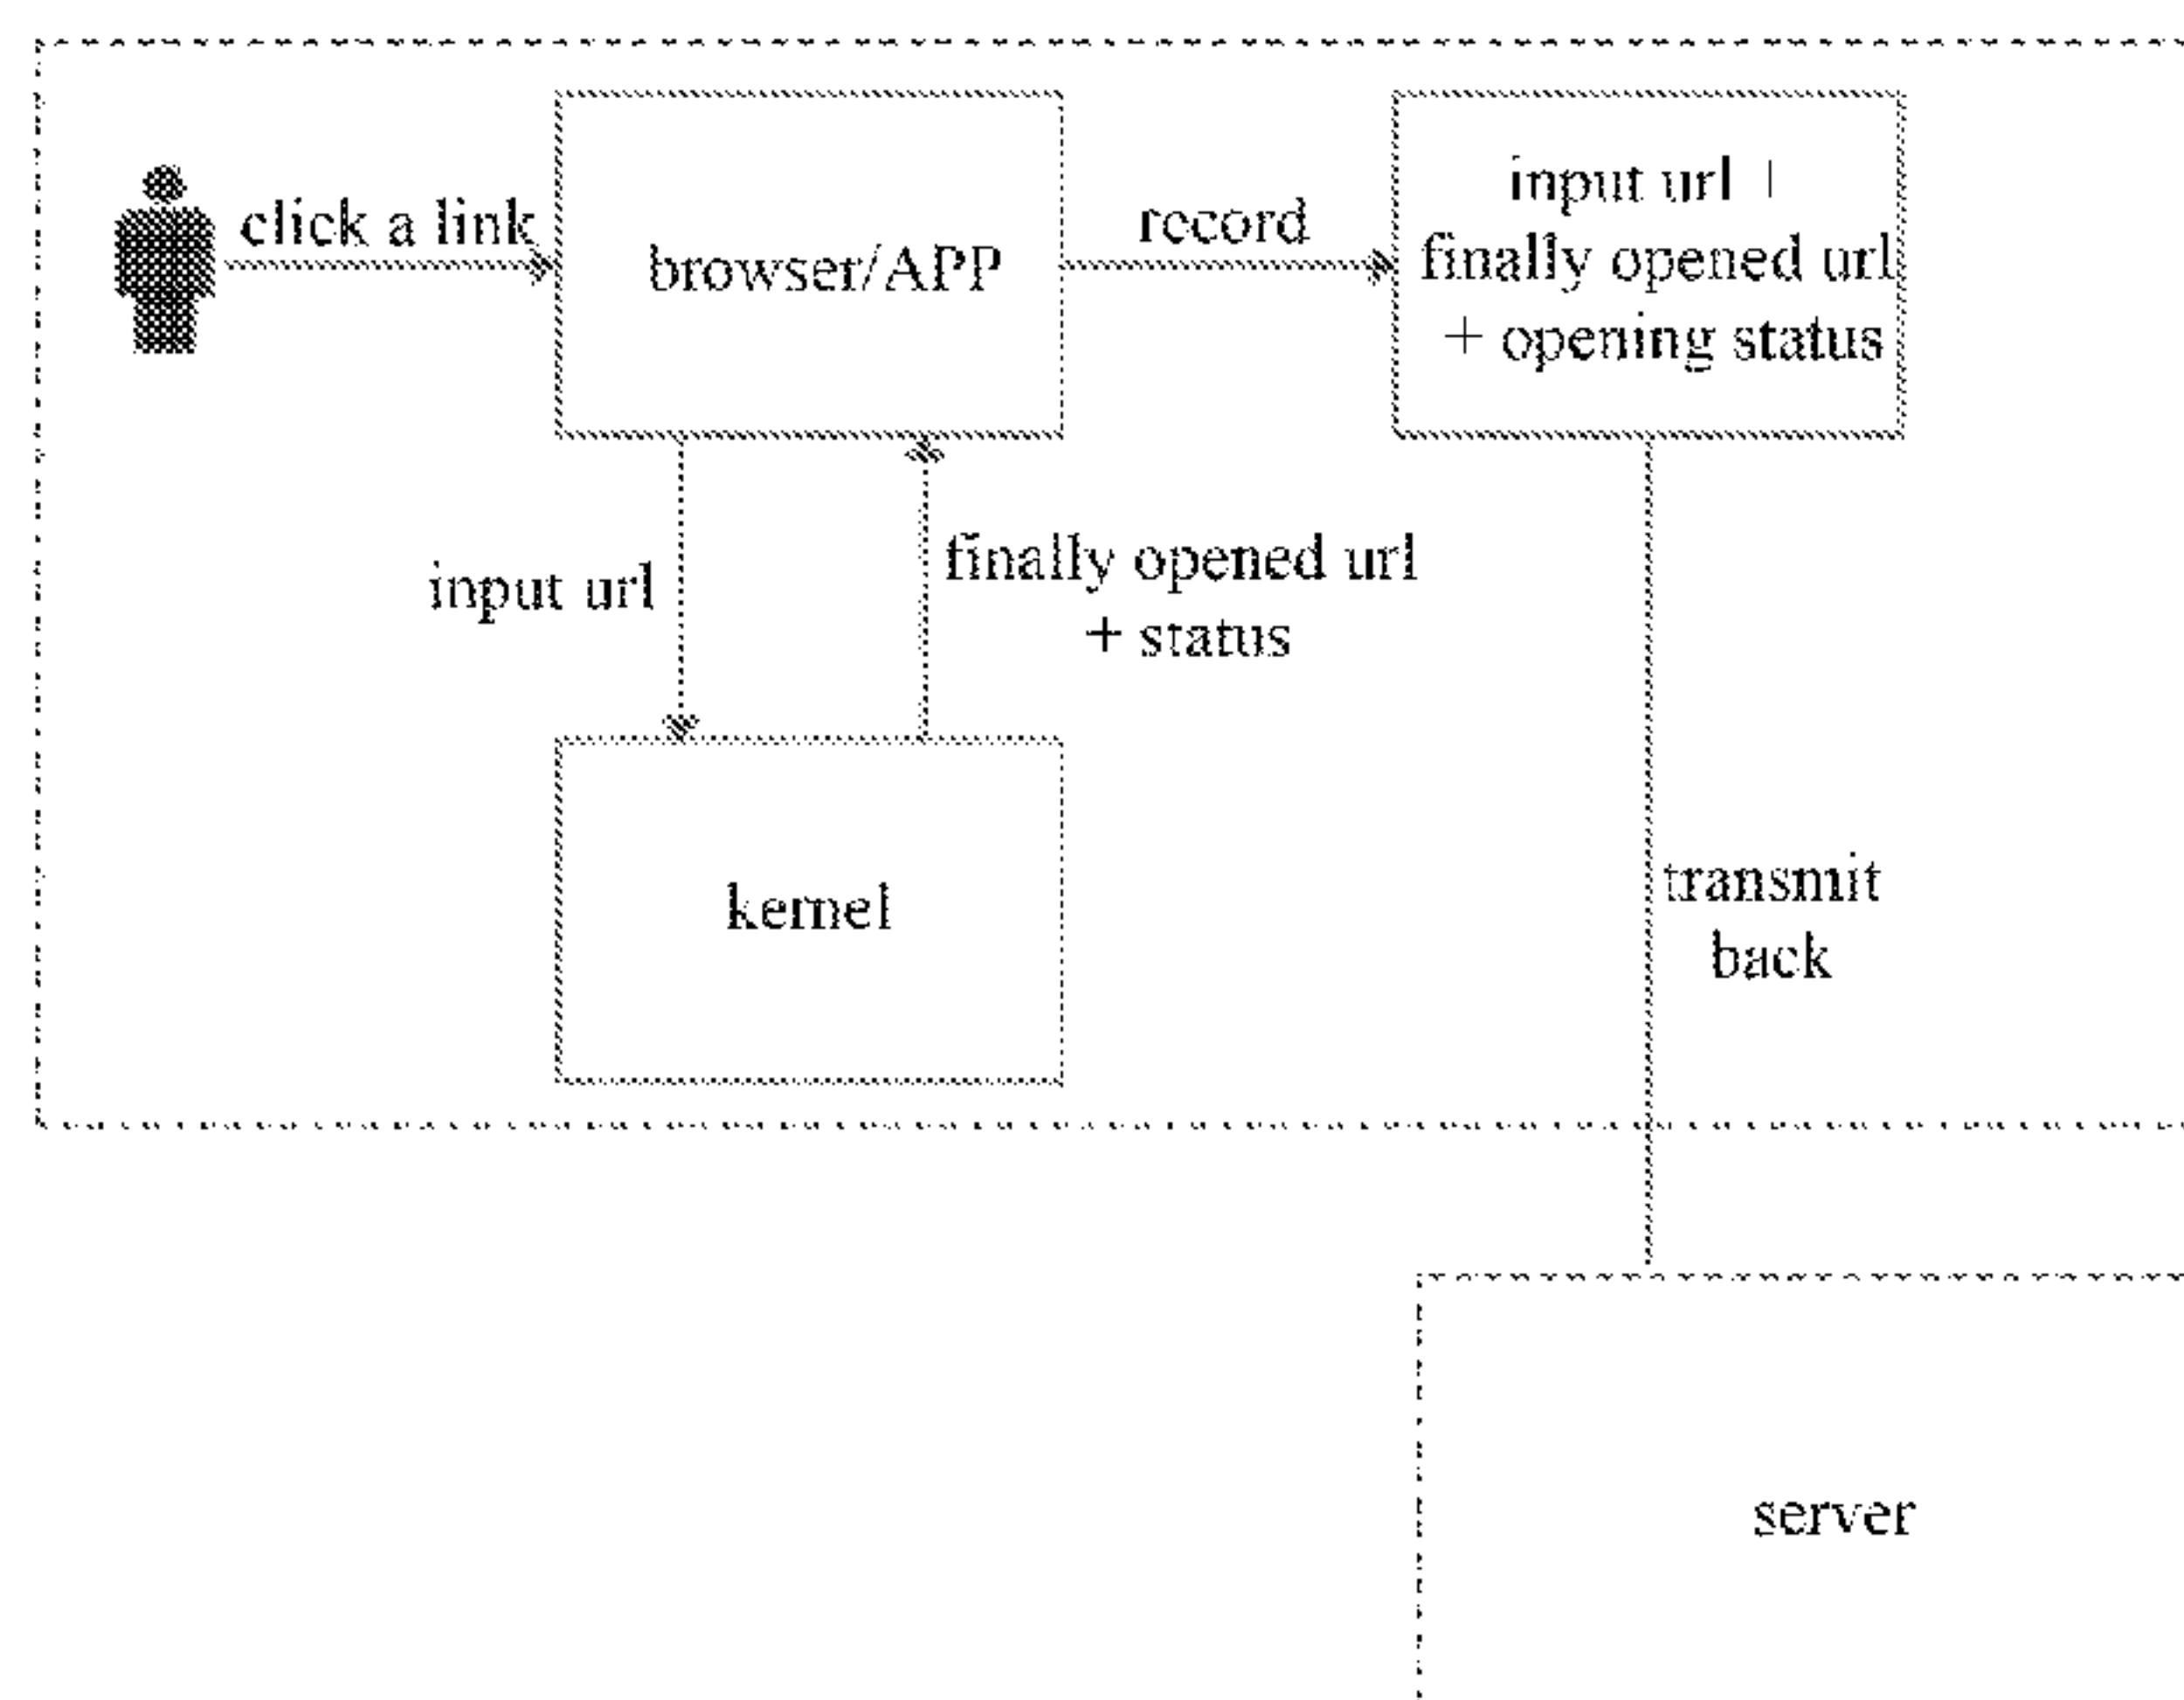 click a link
browser/APP
record
input url +
finally opened url
+ opening status
input url
finally opened url
+ status
kernel
transmit
back
server